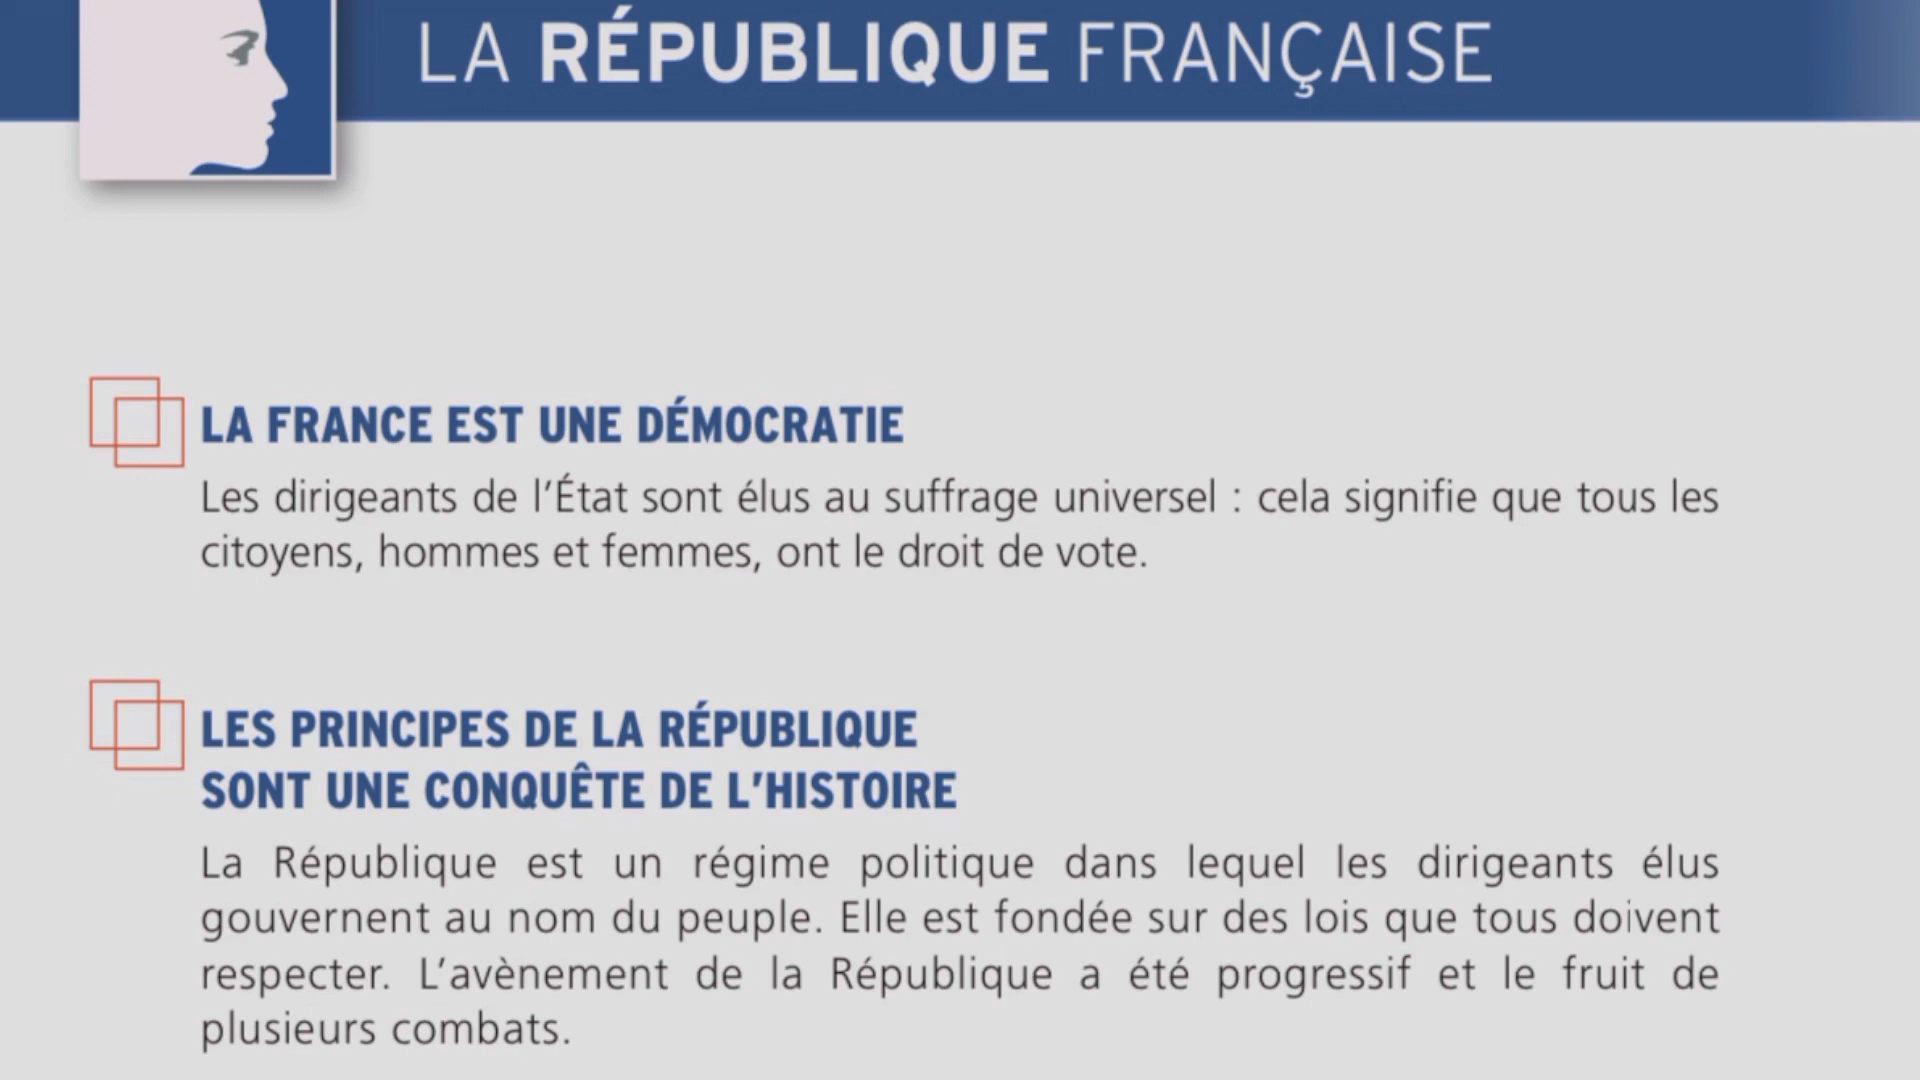 LA RÉPUBLIQUE FRANÇAISE
LA FRANCE EST UNE DÉMOCRATIE
Les dirigeants de l’État sont élus au suffrage universel : cela signifie que tous les
citoyens, hommes et femmes, ont le droit de vote.
LES PRINCIPES DE LA RÉPUBLIQUE
SONT UNE CONQUÊTE DE L’HISTOIRE
La République est un régime politique dans lequel les dirigeants élus
gouvernent au nom du peuple. Elle est fondée sur des lois que tous doivent
respecter. L’avènement de la République a été progressif et le fruit de
plusieurs combats.